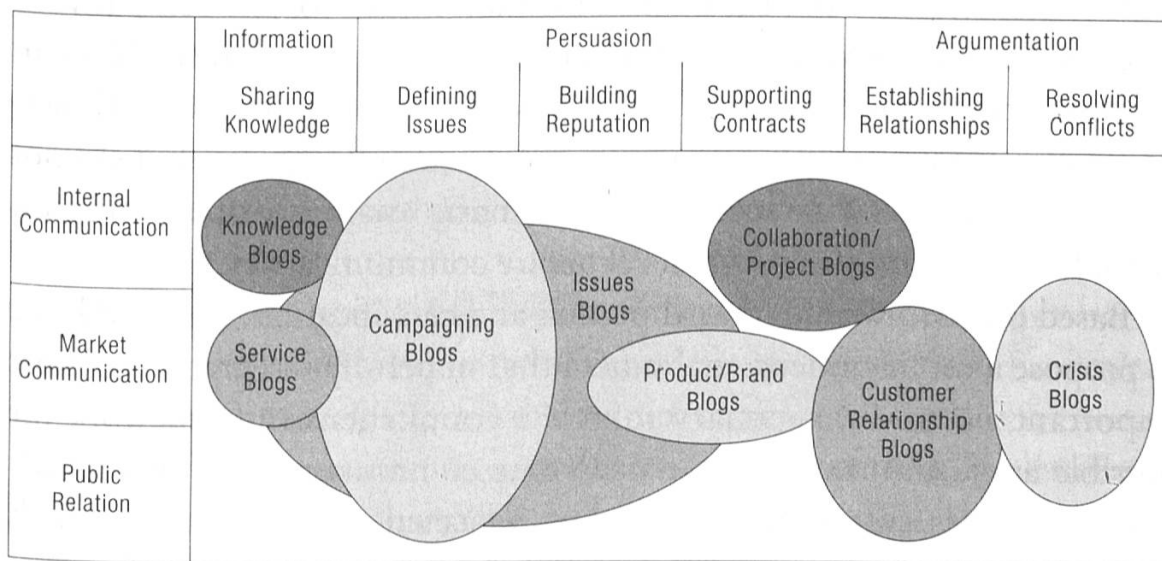 Information
Persuasion
Argumentation
Sharing
Knowledge
Defining
Issues
Building
Reputation
Supporting
Contracts
Establishing
Relationships
Resolving
Conflicts
Internal
Communication
Knowledge
Blogs
Collaboration/
Project Blogs
Issues
Blogs
Market
Communication
Service
Blogs
Campaigning
Blogs
Product/Brand
Blogs
Customer
Relationship
Blogs
Crisis
Blogs
Public
Relation